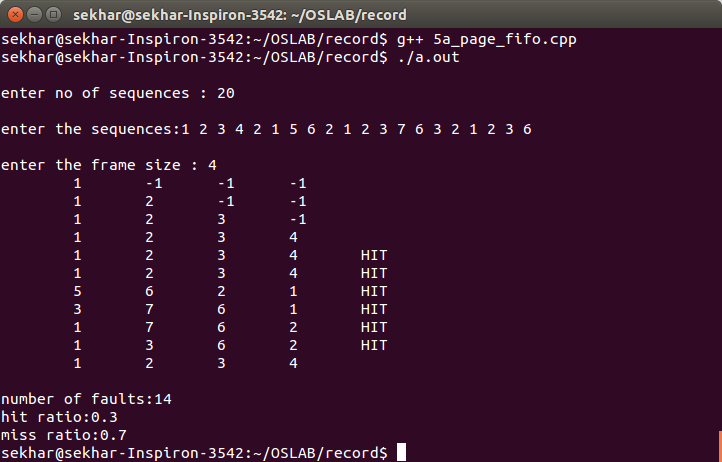 sekhar@sekhar-Inspiron-3542: ~/OSLAB/record
sekhar@sekhar-Inspiron-3542:~/OSLAB/record$ g++ 5a_page_fifo.cpp
sekhar@sekhar-Inspiron-3542:~/OSLAB/record$ ./a.out
enter no of sequences : 20
enter the sequences:1 2 3 4 2 1 5 6 2 1 2 3 7 6 3 2 1 2 3 6
enter the frame size : 4
1 -1 -1 -1
1 2 -1 -1
1 2 3 -1
1 2 3 4
1 2 3 4 HIT
1 2 3 4 HIT
5 6 2 1 HIT
3 7 6 1 HIT
1 7 6 2 HIT
1 3 6 2 HIT
1 2 3 4
number of faults:14
hit ratio:0.3
miss ratio:0.7
sekhar@sekhar-Inspiron-3542:~/OSLAB/record$